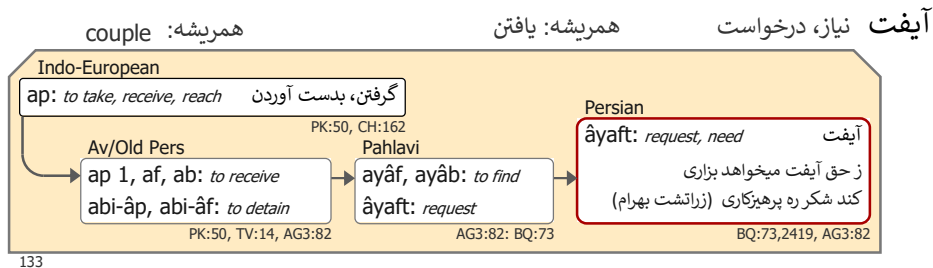 آیفت نیاز، درخواست همریشه: یافتن همریشه: couple
Indo-European
ap: to take, receive, reach گرفتن، بدست آوردن
PK:50, CH:162
Av/Old Pers
ap 1, af, ab: to receive
abi-âp, abi-âf: to detain
PK:50, TV:14, AG3:82
Pahlavi
ayâf, ayâb: to find
âyaft: request
AG3:82: BQ:73
Persian
âyaft: request, need آیفت
ز حق آیفت میخواهد بزاری
کند شکر ره پرهیزکاری (زراتشت بهرام)
BQ:73,2419, AG3:82
133